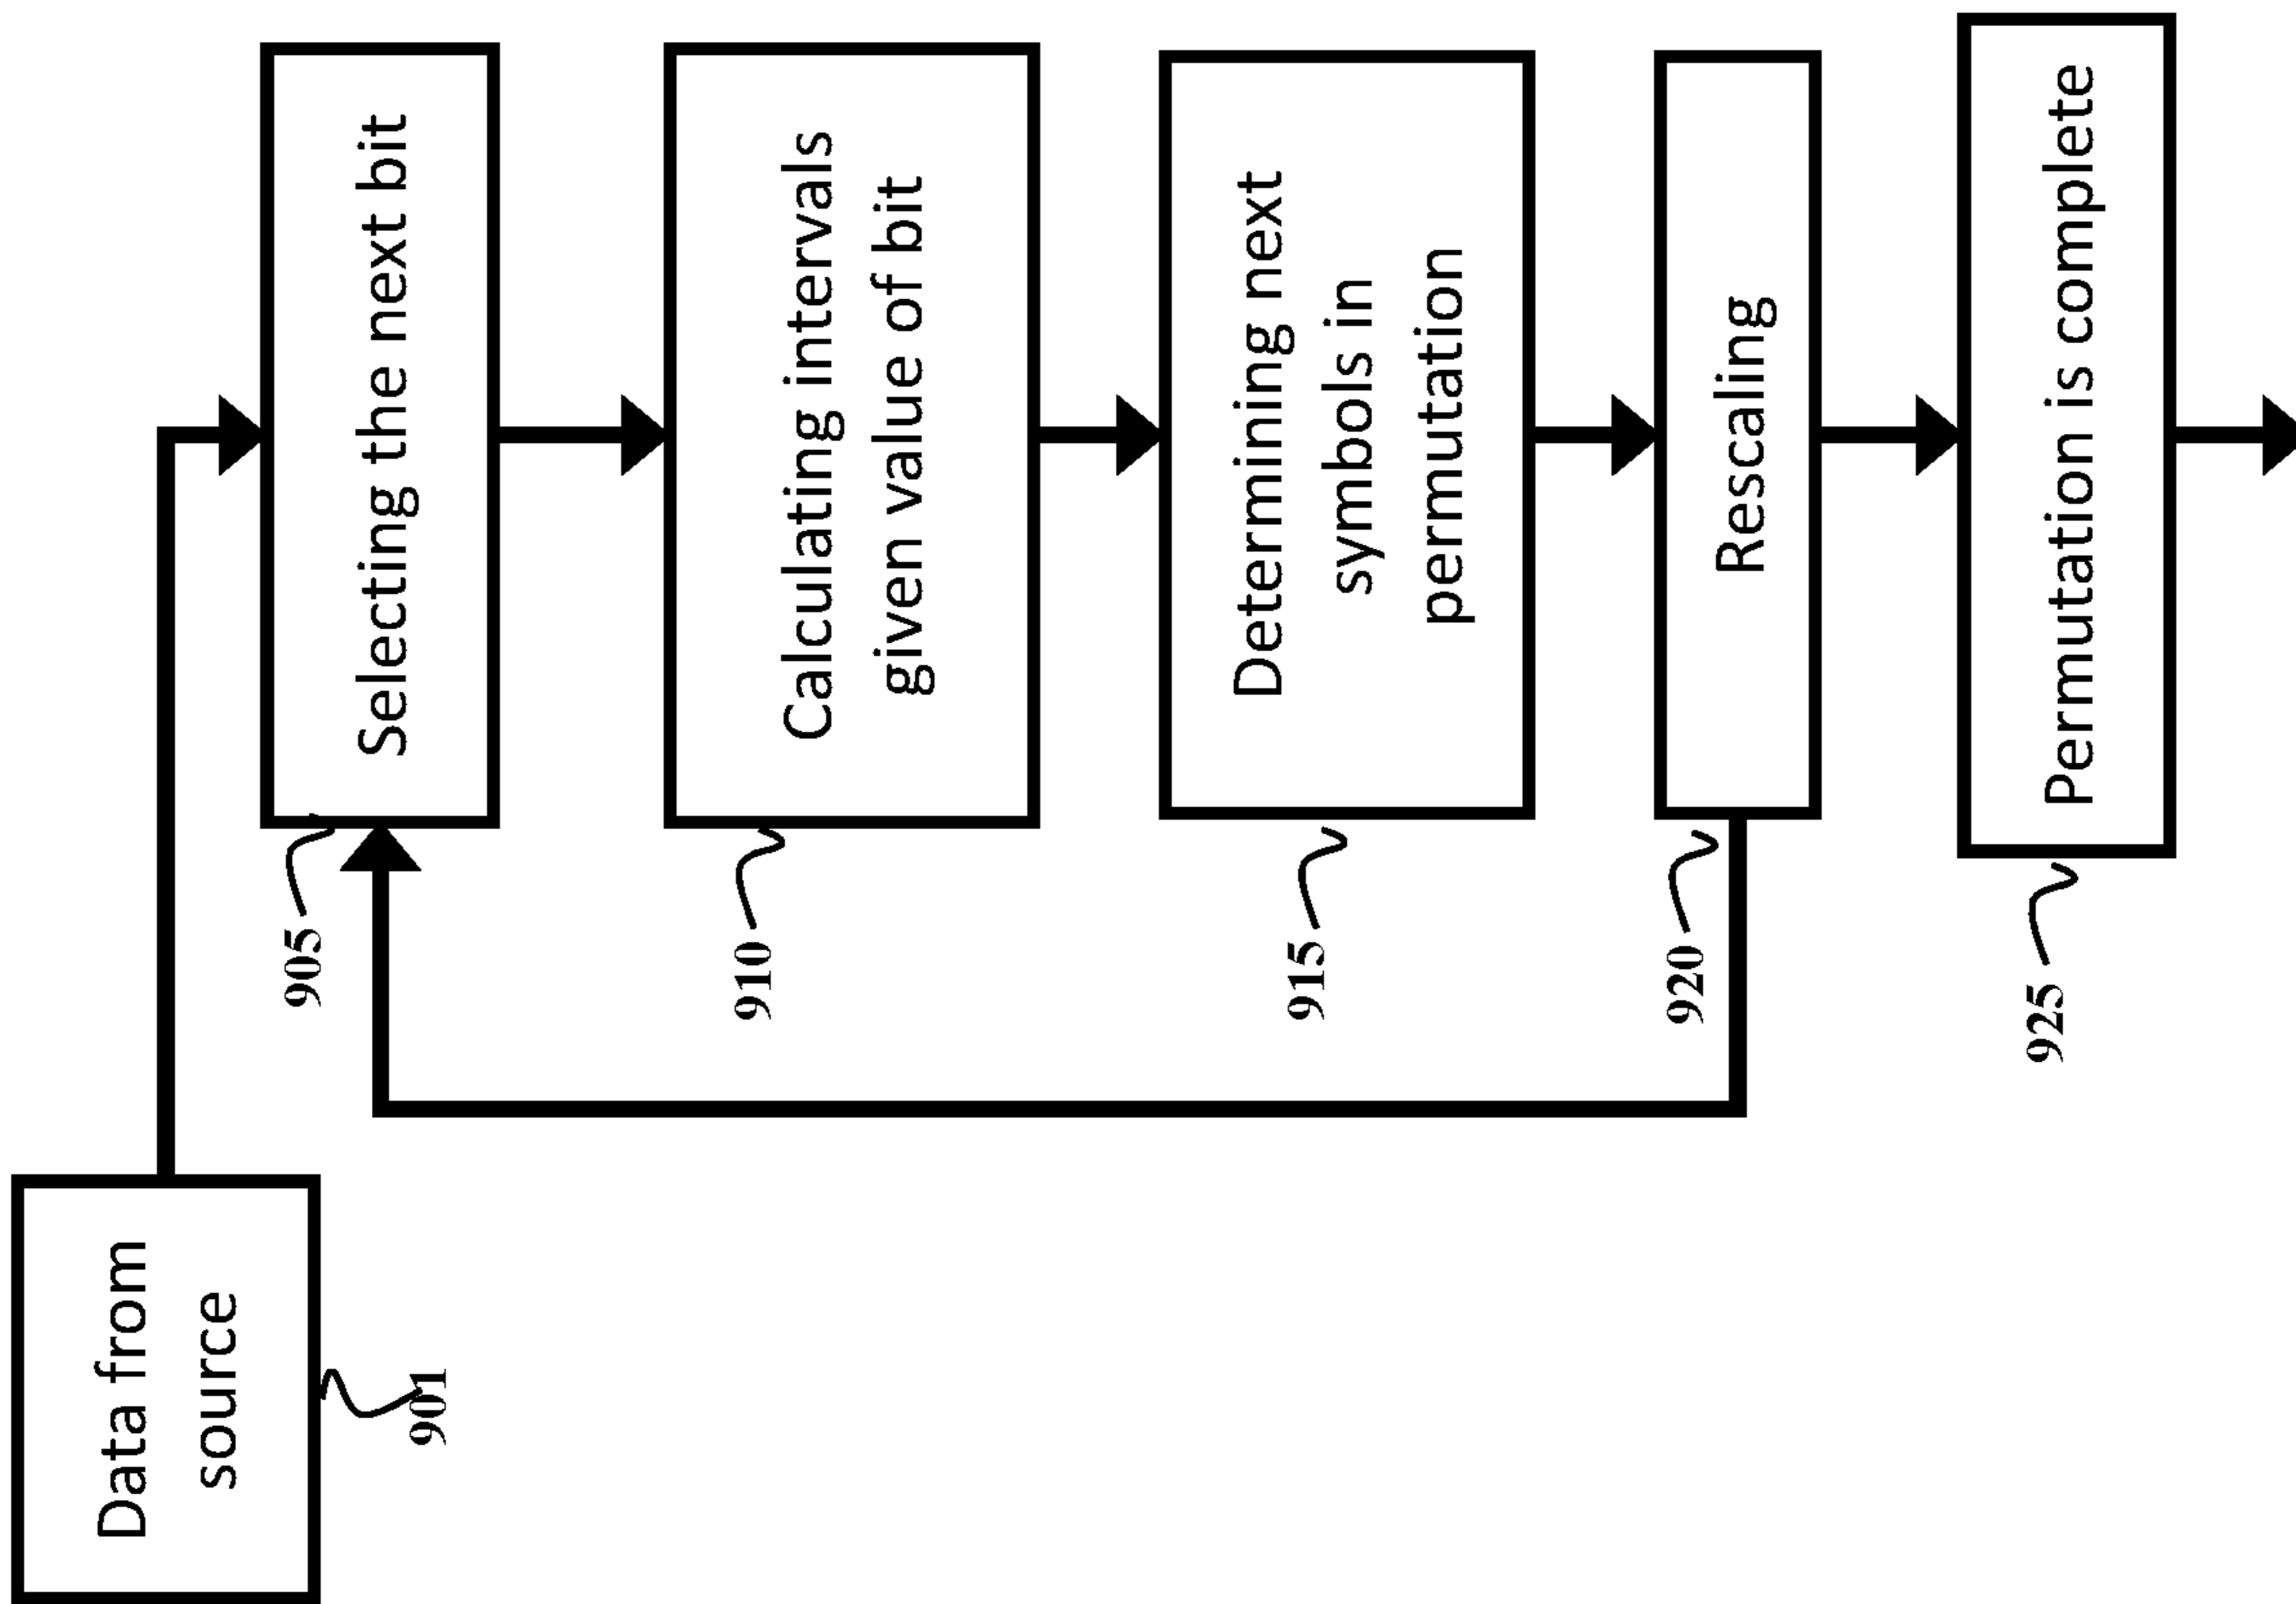 Data from
source
901
Selecting the next bit
905
Calculating intervals
given value of bit
910
Determining next
symbols in
permutation
915
Rescaling
920
Permutation is complete
925